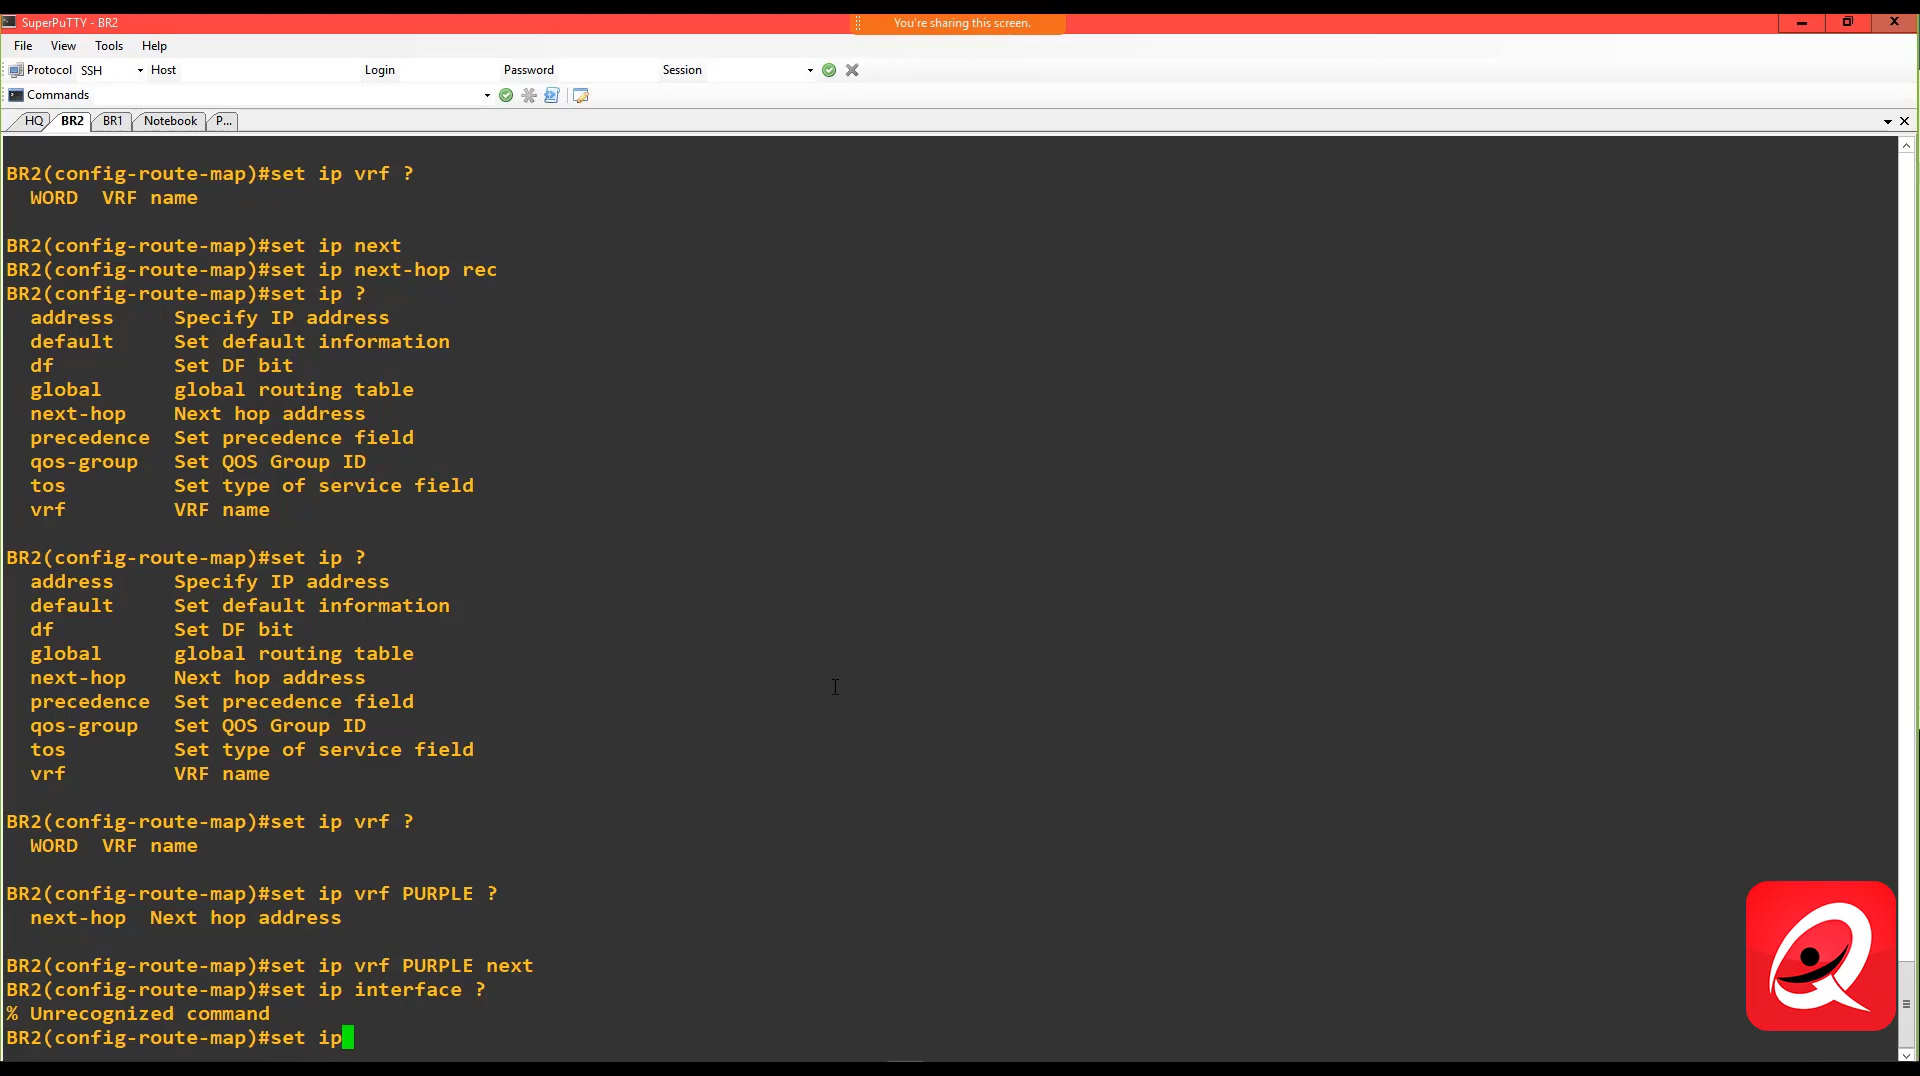 SuperPuTTY - BR2
You're sharing this screen.
File View Tools Help
Protocol SSH Host Login Password Session
Commands
HQ BR2 BR1 Notebook P...
BR2(config-route-map)#set ip vrf ?
WORD  VRF name
BR2(config-route-map)#set ip next
BR2(config-route-map)#set ip next-hop rec
BR2(config-route-map)#set ip ?
address     Specify IP address
default     Set default information
df          Set DF bit
global      global routing table
next-hop    Next hop address
precedence  Set precedence field
qos-group   Set QOS Group ID
tos         Set type of service field
vrf         VRF name
BR2(config-route-map)#set ip ?
address     Specify IP address
default     Set default information
df          Set DF bit
global      global routing table
next-hop    Next hop address
precedence  Set precedence field
qos-group   Set QOS Group ID
tos         Set type of service field
vrf         VRF name
BR2(config-route-map)#set ip vrf ?
WORD  VRF name
BR2(config-route-map)#set ip vrf PURPLE ?
next-hop  Next hop address
BR2(config-route-map)#set ip vrf PURPLE next
BR2(config-route-map)#set ip interface ?
% Unrecognized command
BR2(config-route-map)#set ip